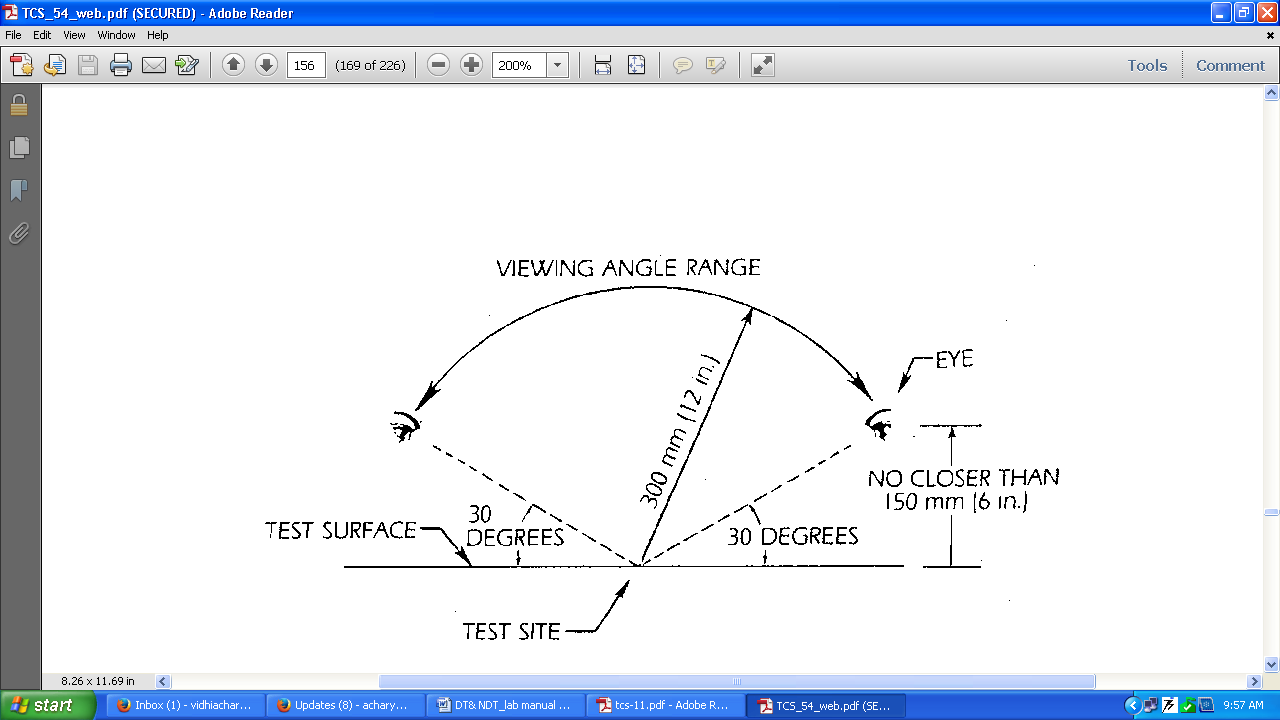 TCS_54_web.pdf (SECURED) - Adobe Reader
File Edit View Window Help
156 (169 of 226) 200% Tools Comment
VIEWING ANGLE RANGE
EYE
300 mm (12 in.)
NO CLOSER THAN
150 mm (6 in.)
30
DEGREES
TEST SURFACE
30 DEGREES
TEST SITE
8.26 x 11.69 in
start Inbox (1) - vidhiachar... Updates (8) - achary... DT& NDT_lab manual ... tcs-11.pdf - Adobe R... TCS_54_web.pdf (SE... 9:57 AM